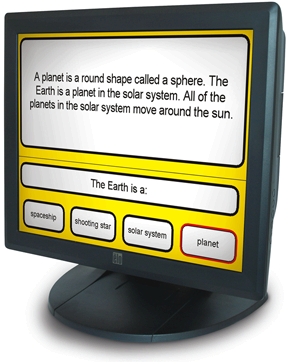 A planet is a round shape called a sphere. The
Earth is a planet in the solar system. All of the
planets in the solar system move around the sun.
The Earth is a:
spaceship
shooting star
solar system
planet